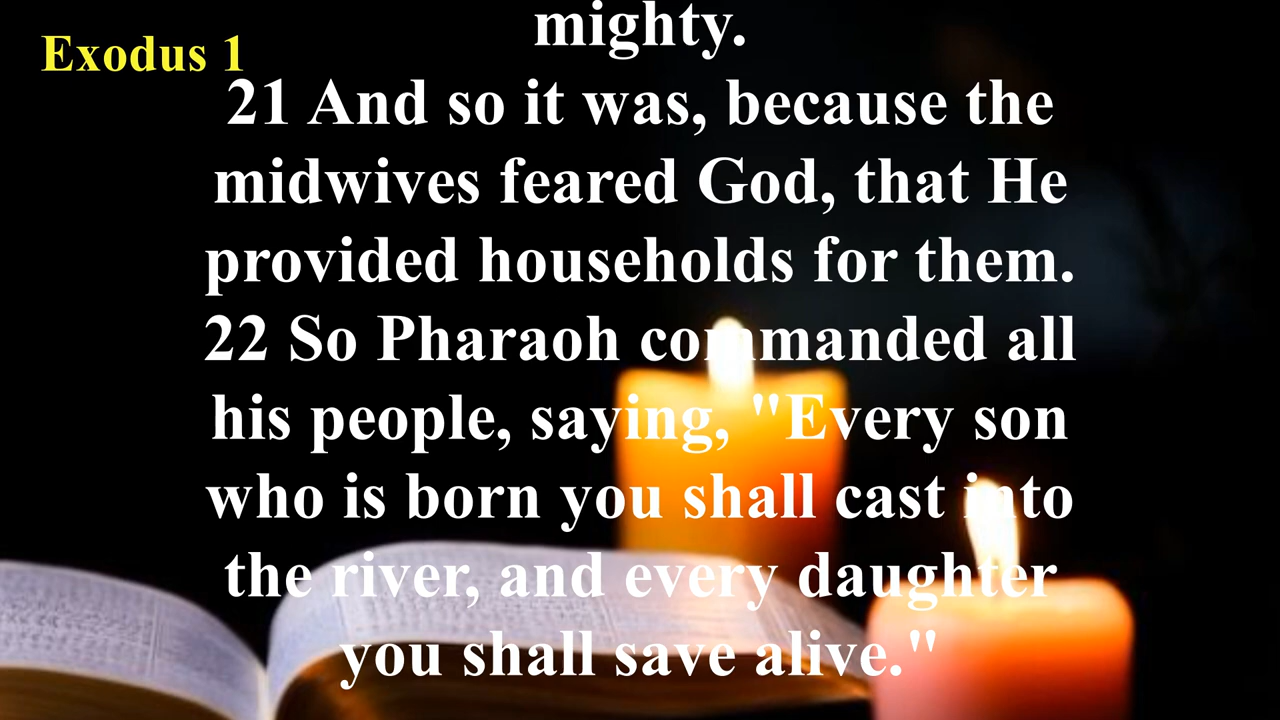 Exodus 1
mighty.
21 And so it was, because the
midwives feared God, that He
provided households for them.
22 So Pharaoh commanded all
his people, saying, "Every son
who is born you shall cast into
the river, and every daughter
you shall save alive."